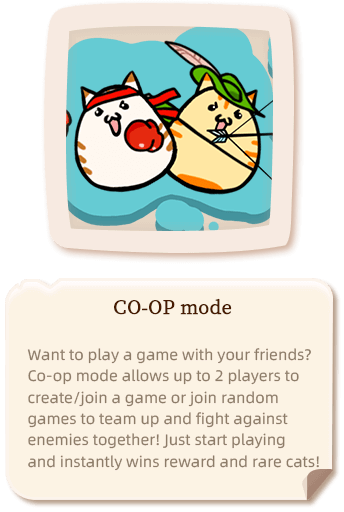 CO-OP mode
Want to play a game with your friends?
Co-op mode allows up to 2 players to
create/join a game or join random
games to team up and fight against
enemies together! Just start playing
and instantly wins reward and rare cats!